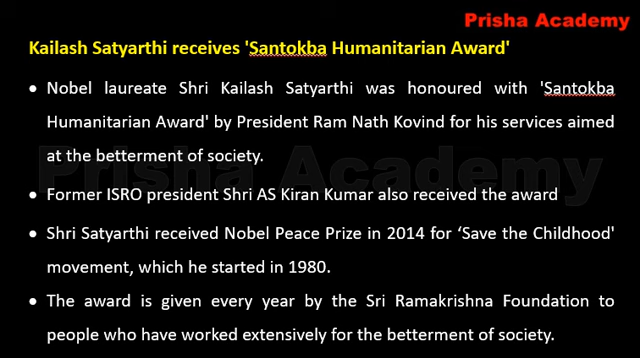 Prisha Academy
Kailash Satyarthi receives 'Santokba Humanitarian Award'
• Nobel laureate Shri Kailash Satyarthi was honoured with 'Santokba
Humanitarian Award' by President Ram Nath Kovind for his services aimed
at the betterment of society.
Prisha Academy
• Former ISRO president Shri AS Kiran Kumar also received the award
• Shri Satyarthi received Nobel Peace Prize in 2014 for ‘Save the Childhood'
movement, which he started in 1980.
• The award is given every year by the Sri Ramakrishna Foundation to
people who have worked extensively for the betterment of society.